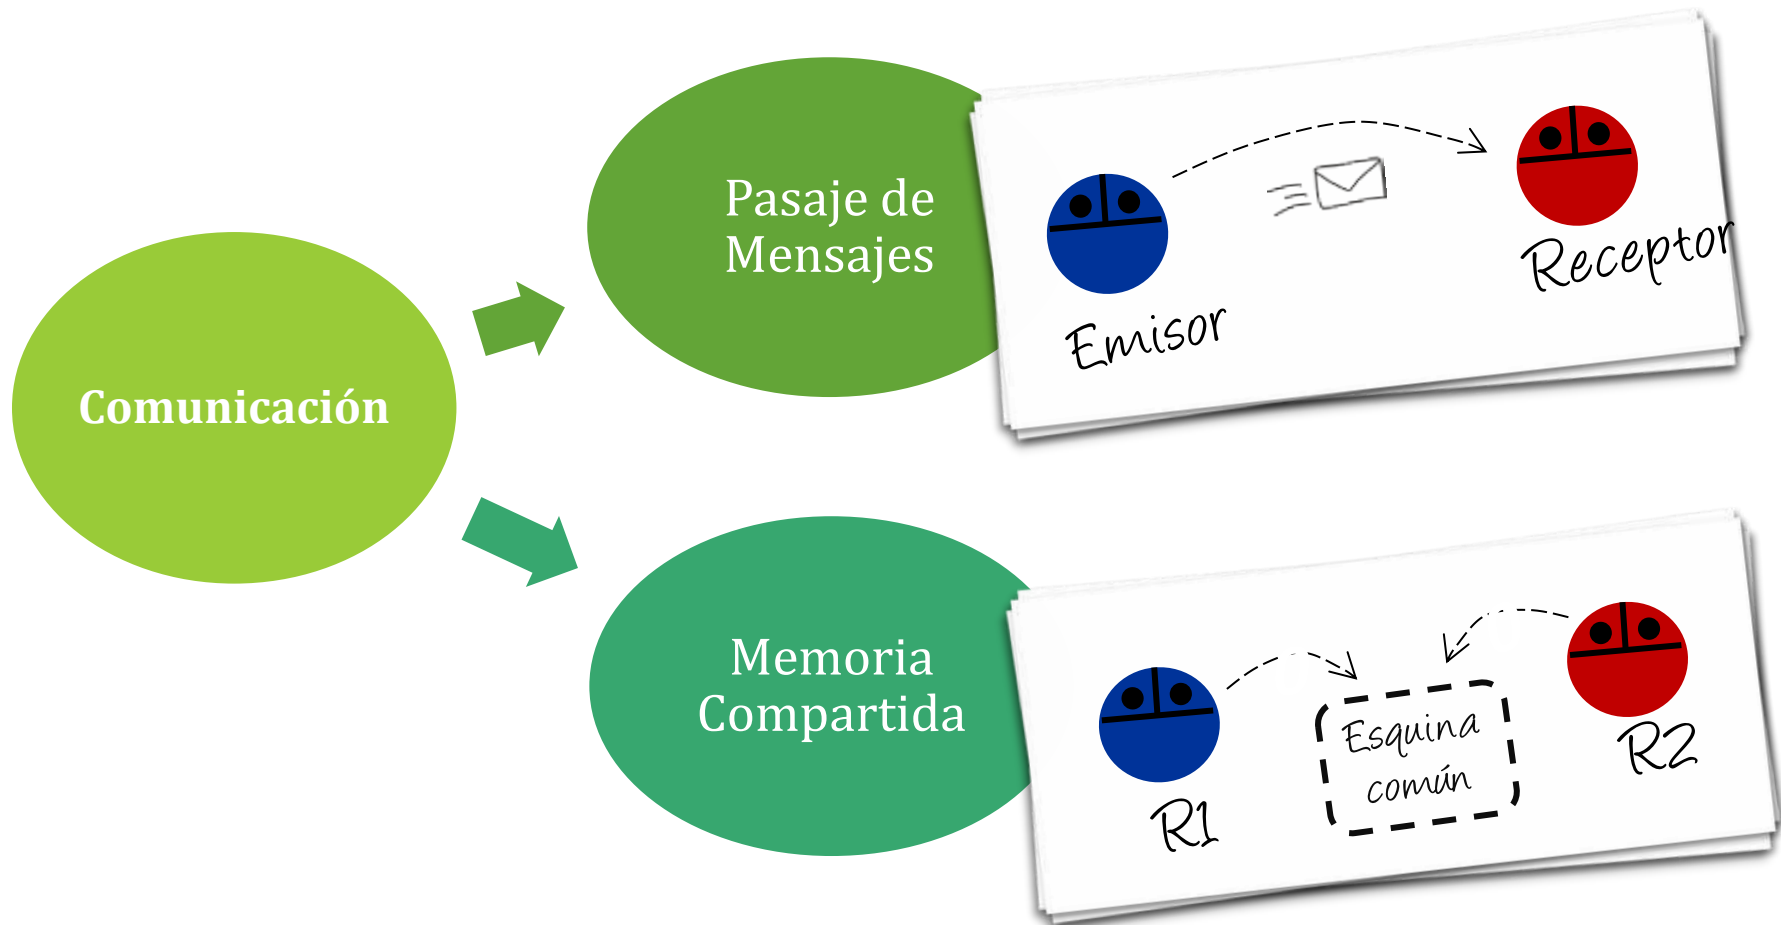 Comunicación
Pasaje de
Mensajes
Emisor
Receptor
Memoria
Compartida
R1
Esquina
común
R2